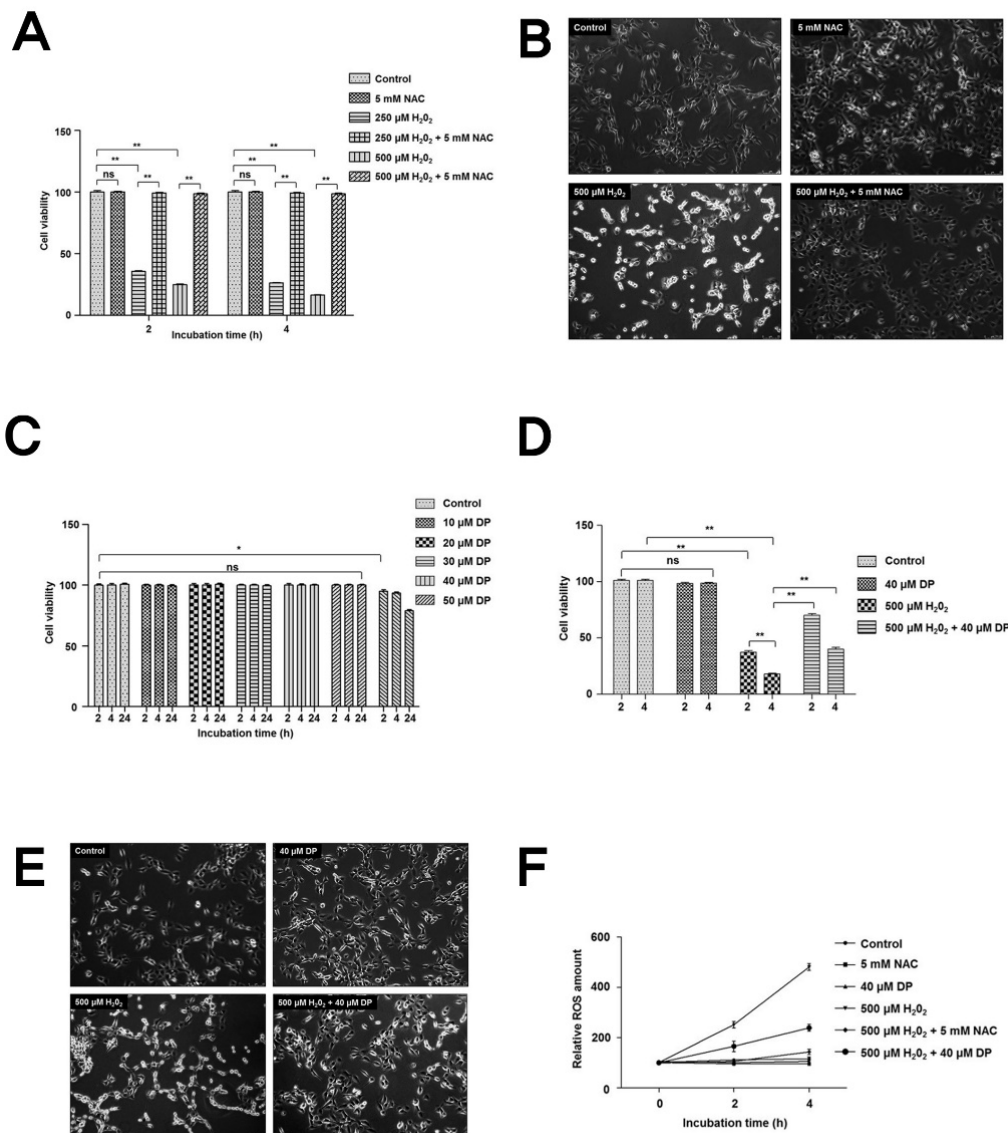 A
Control
5 mM NAC
250 µM H₂O₂
250 µM H₂O₂ + 5 mM NAC
500 µM H₂O₂
500 µM H₂O₂ + 5 mM NAC
150
100
50
0
Cell viability
**
**
**
**
ns
**
**
ns
**
**
2
4
Incubation time (h)
B
Control
5 mM NAC
500 µM H₂O₂
500 µM H₂O₂ + 5 mM NAC
C
Control
10 µM DP
20 µM DP
30 µM DP
40 µM DP
50 µM DP
150
100
50
0
Cell viability
*
ns
2 4 24 2 4 24 2 4 24 2 4 24 2 4 24 2 4 24 2 4 24
Incubation time (h)
D
Control
40 µM DP
500 µM H₂O₂
500 µM H₂O₂ + 40 µM DP
150
100
50
0
Cell viability
**
**
ns
**
**
**
2 4 2 4 2 4 2 4
E
Control
40 µM DP
500 µM H₂O₂
500 µM H₂O₂ + 40 µM DP
F
Control
5 mM NAC
40 µM DP
500 µM H₂O₂
500 µM H₂O₂ + 5 mM NAC
500 µM H₂O₂ + 40 µM DP
600
400
200
100
0
Relative ROS amount
0 2 4
Incubation time (h)